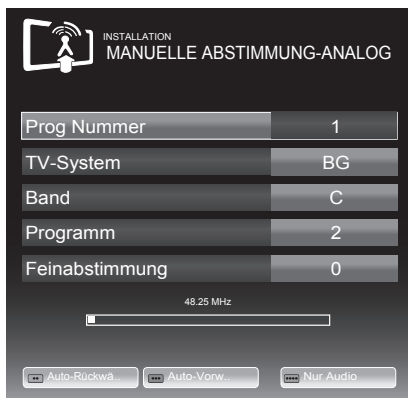 INSTALLATION
MANUELLE ABSTIMMUNG-ANALOG
Prog Nummer 1
TV-System BG
Band C
Programm 2
Feinabstimmung 0
48.25 MHz
Auto-Rückwä..
Auto-Vorw..
Nur Audio